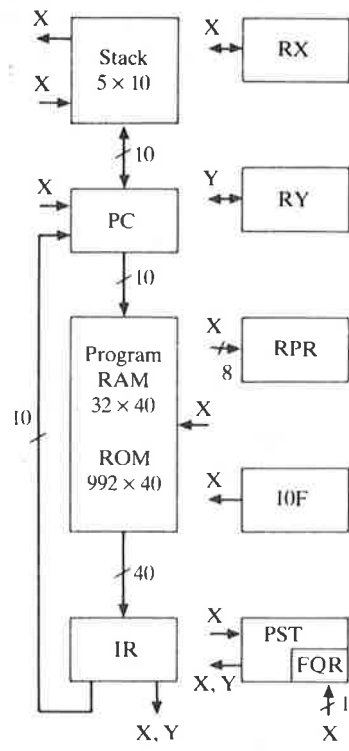 X
Stack
5 × 10
X
10
X
PC
10
Program
RAM
32 × 40
X
ROM
992 × 40
10
40
IR
X, Y
X
RX
Y
RY
X
8
RPR
X
IOF
X
PST
X, Y
FQR
1
X